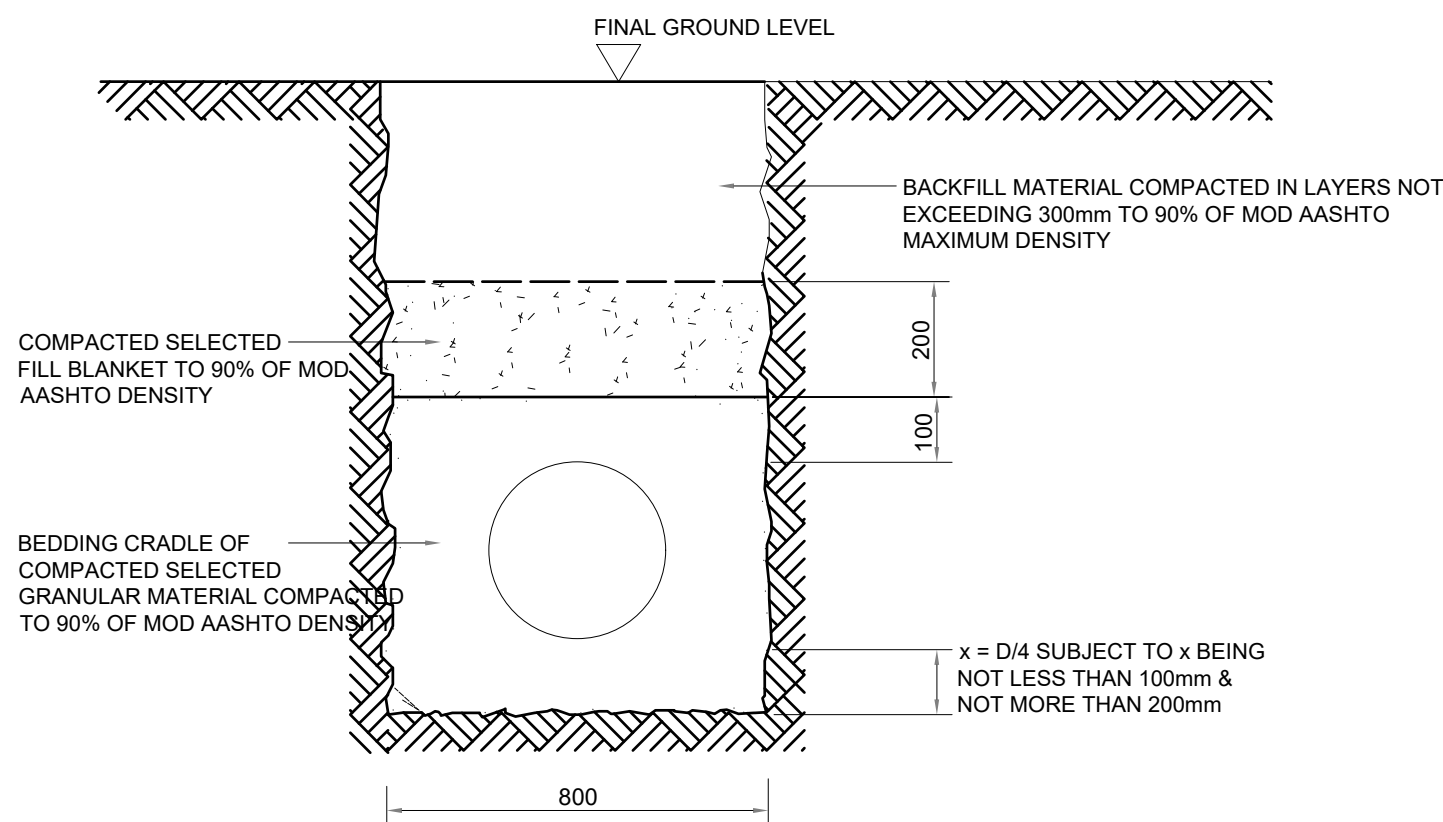 FINAL GROUND LEVEL
BACKFILL MATERIAL COMPACTED IN LAYERS NOT
EXCEEDING 300mm TO 90% OF MOD AASHTO
MAXIMUM DENSITY
200
COMPACTED SELECTED
FILL BLANKET TO 90% OF MOD
AASHTO DENSITY
100
BEDDING CRADLE OF
COMPACTED SELECTED
GRANULAR MATERIAL COMPACTED
TO 90% OF MOD AASHTO DENSITY
x = D/4 SUBJECT TO x BEING
NOT LESS THAN 100mm &
NOT MORE THAN 200mm
800